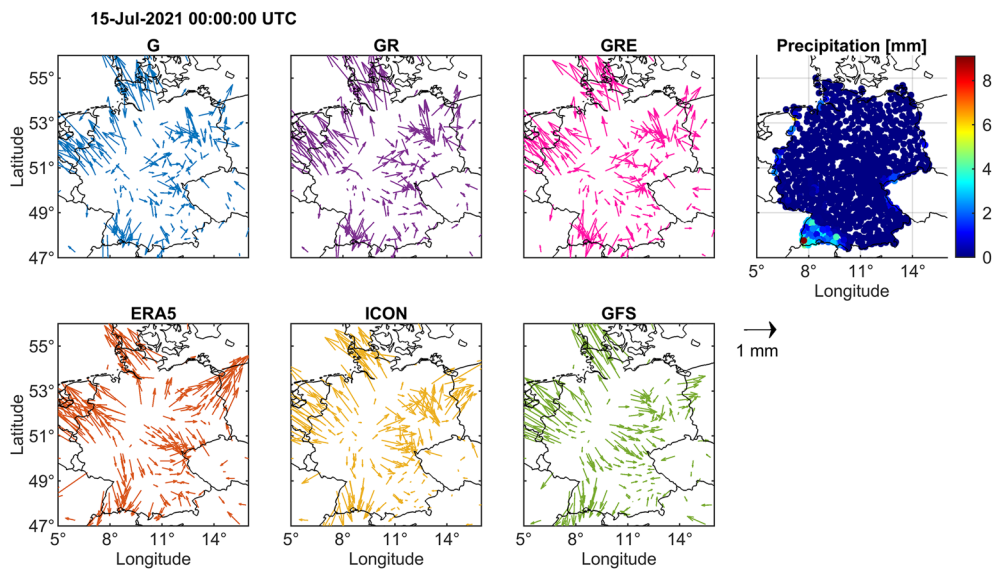 15-Jul-2021 00:00:00 UTC
G
GR
GRE
Precipitation [mm]
55°
53°
51°
49°
47°
Latitude
8
6
4
2
0
5°
8°
11°
14°
Longitude
ERA5
ICON
GFS
1 mm
55°
53°
51°
49°
47°
Latitude
5°
8°
11°
14°
5°
8°
11°
14°
5°
8°
11°
14°
Longitude
Longitude
Longitude